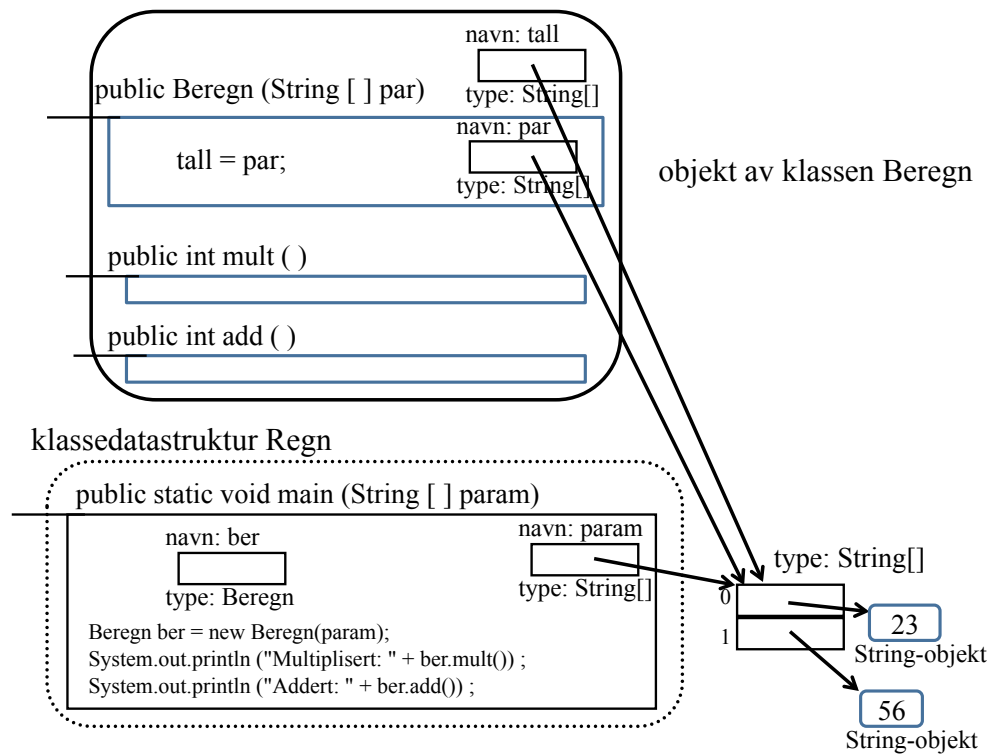 navn: tall
type: String[]
public Beregn (String [ ] par)
navn: par
tall = par;
type: String[]
objekt av klassen Beregn
public int mult ( )
public int add ( )
klassedatastruktur Regn
public static void main (String [ ] param)
navn: ber
type: Beregn
navn: param
type: String[]
Beregn ber = new Beregn(param);
System.out.println ("Multiplisert: " + ber.mult()) ;
System.out.println ("Addert: " + ber.add()) ;
type: String[]
0
1
23
String-objekt
56
String-objekt